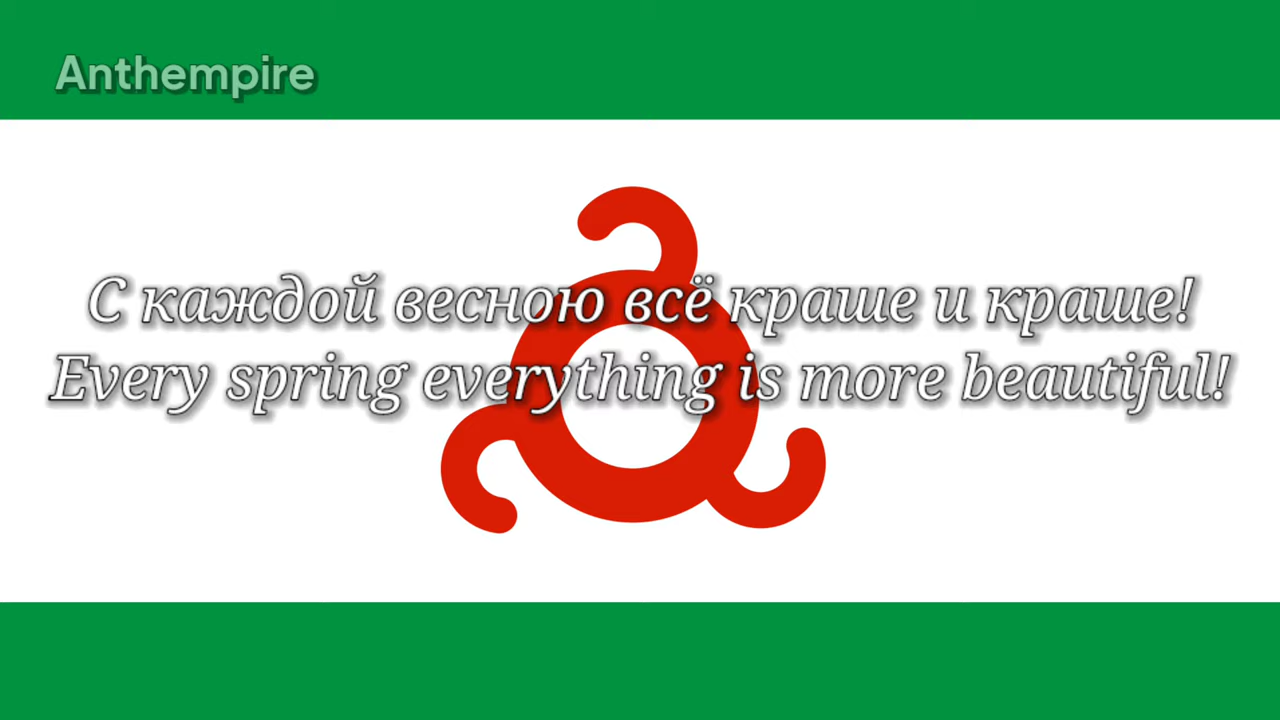 Anthempire
С каждой весною всё краше и краше!
Every spring everything is more beautiful!